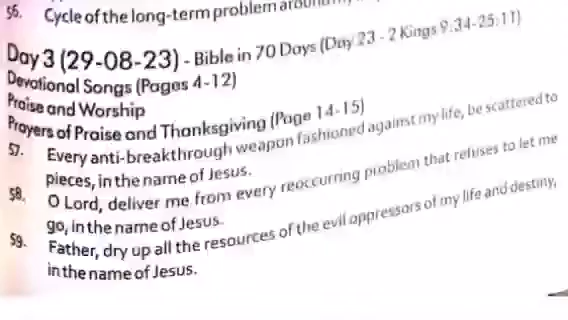 56. Cycle of the long-term problem around
Day 3 (29-08-23) - Bible in 70 Days (Day 23 - 2 Kings 9:34-25:11)
Devotional Songs (Pages 4-12)
Praise and Worship
Prayers of Praise and Thanksgiving (Page 14-15)
57. Every anti-breakthrough weapon fashioned against my life, be scattered to
pieces, in the name of Jesus.
58. O Lord, deliver me from every reoccurring problem that refuses to let me
go, in the name of Jesus.
59. Father, dry up all the resources of the evil oppressors of my life and destiny,
in the name of Jesus.